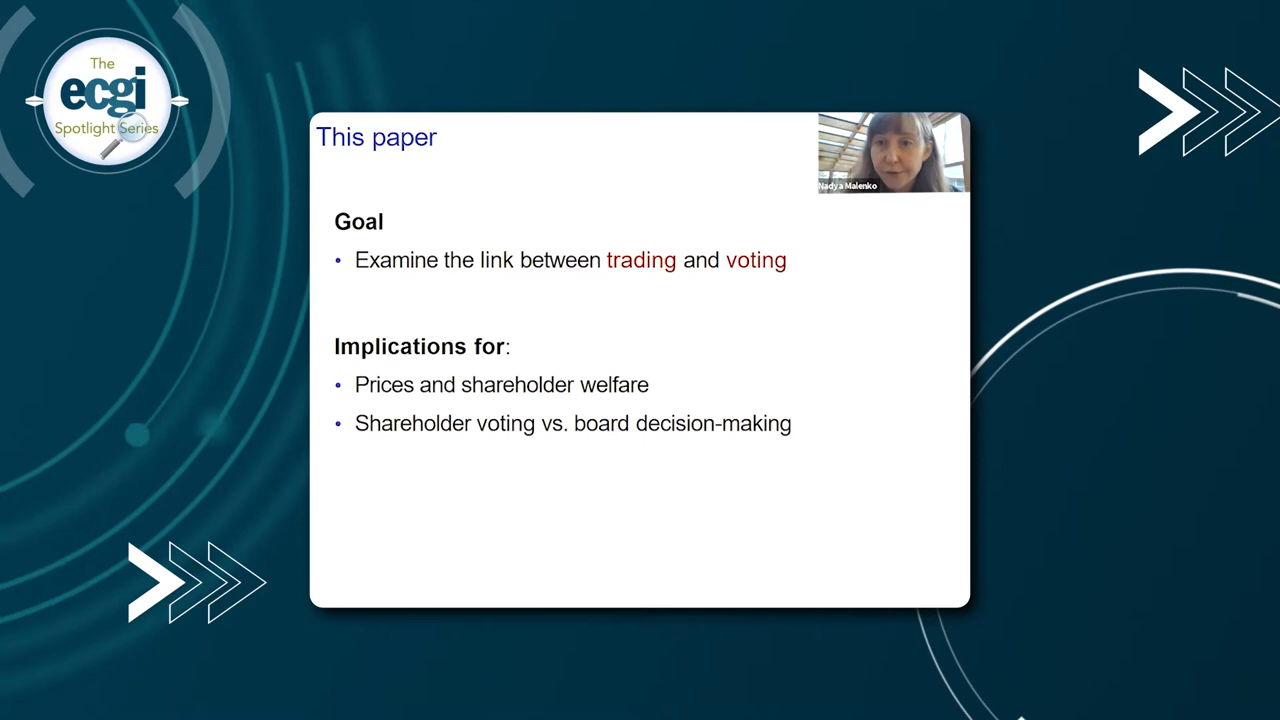 The
ecgi
Spotlight Series
This paper
Nadya Malenko
Goal
• Examine the link between trading and voting
Implications for:
• Prices and shareholder welfare
• Shareholder voting vs. board decision-making